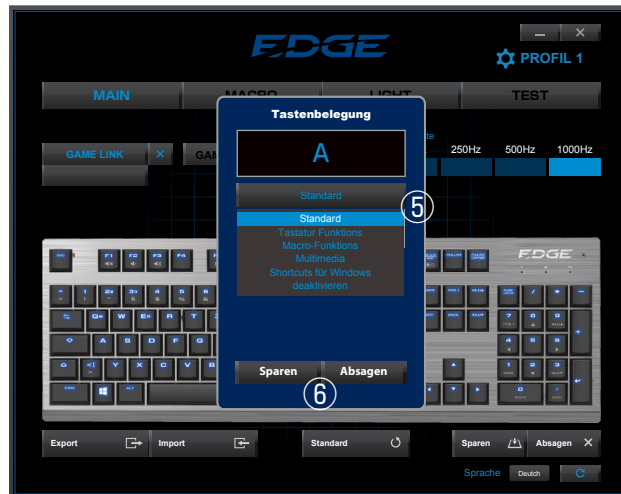 EDGE
PROFIL 1
MAIN
MACRO
LIGHT
TEST
Tastenbelegung
A
GAME LINK
250Hz
500Hz
1000Hz
Standard
⑤
Standard
Tastatur Funktions
Macro-Funktions
Multimedia
Shortcuts für Windows
deaktivieren
EDGE
Sparen
Absagen
⑥
Export
Import
Standard
Sparen
Absagen
Sprache
Deutch